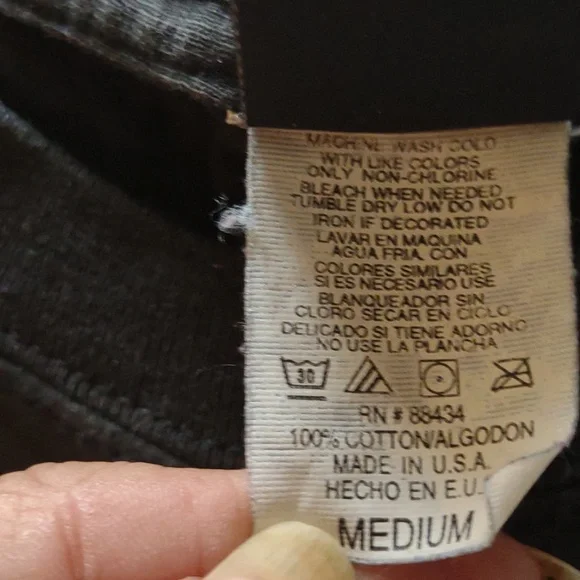 MACHINE WASH COLD
WITH LIKE COLORS
ONLY NON-CHLORINE
BLEACH WHEN NEEDED
TUMBLE DRY LOW DO NOT
IRON IF DECORATED
LAVAR EN MAQUINA
AGUA FRIA. CON
COLORES SIMILARES
SI ES NECESARIO USE
BLANQUEADOR SIN
CLORO SECAR EN CICLO
DELICADO SI TIENE ADORNO
NO USE LA PLANCHA
30
RN # 88434
100% COTTON/ALGODON
MADE IN U.S.A.
HECHO EN E.U.
MEDIUM